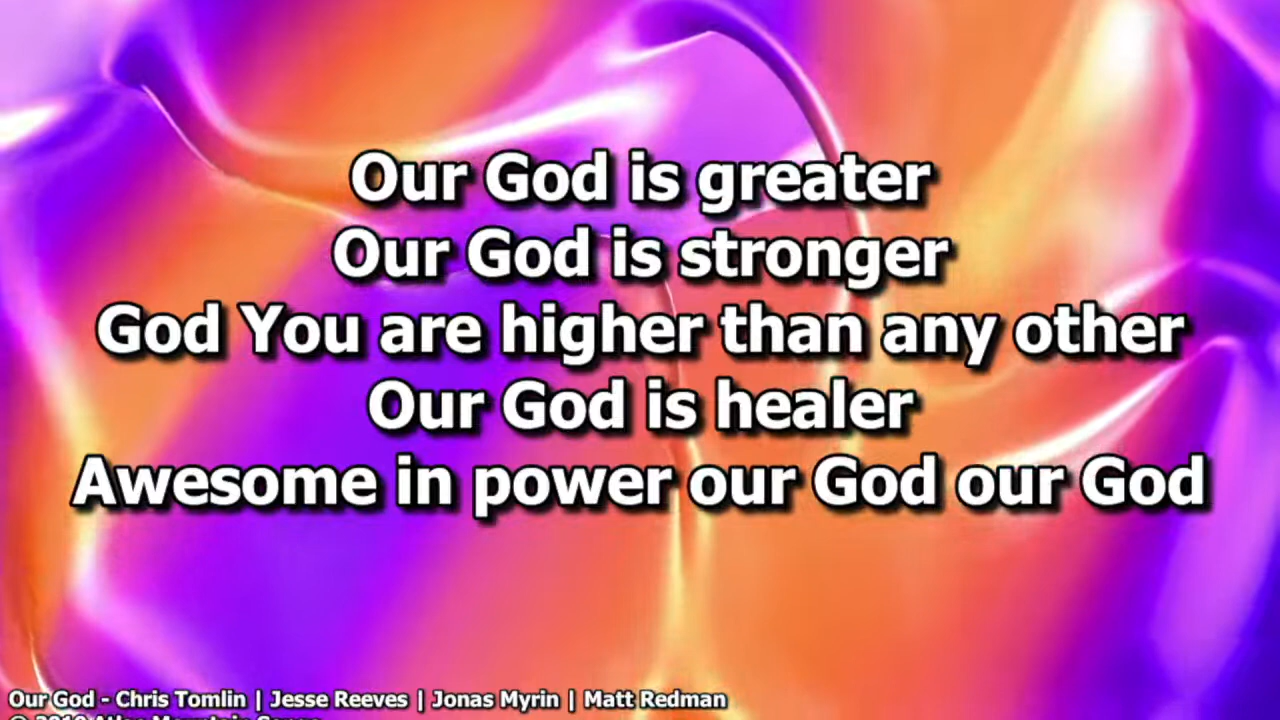 Our God is greater
Our God is stronger
God You are higher than any other
Our God is healer
Awesome in power our God our God
Our God - Chris Tomlin | Jesse Reeves | Jonas Myrin | Matt Redman